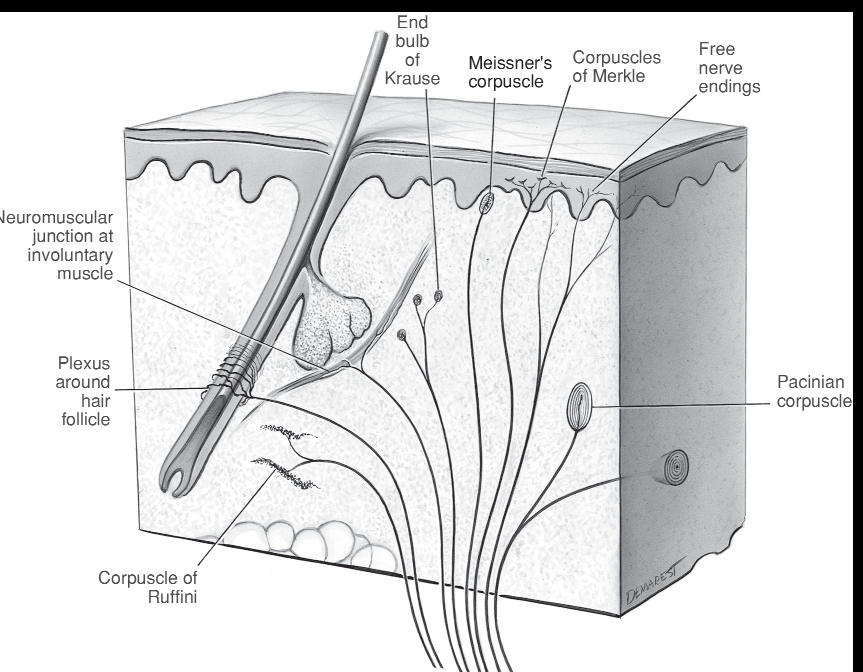 End
bulb
of
Krause
Meissner's
corpuscle
Corpuscles
of Merkle
Free
nerve
endings
Neuromuscular
junction at
involuntary
muscle
Plexus
around
hair
follicle
Pacinian
corpuscle
Corpuscle of
Ruffini
DEMAREST